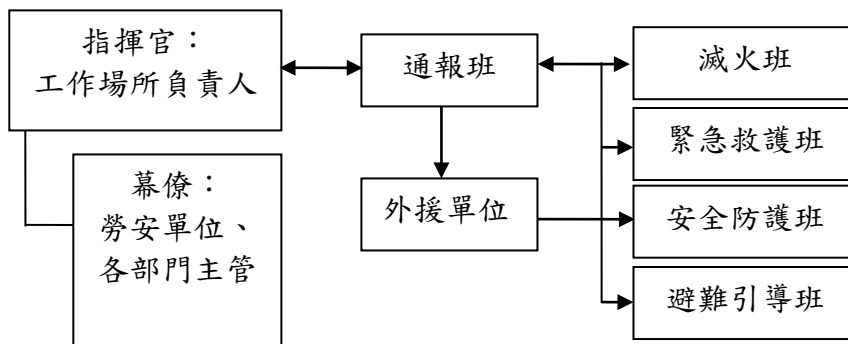 指揮官：
工作場所負責人
幕僚：
勞安單位、
各部門主管
通報班
外援單位
滅火班
緊急救護班
安全防護班
避難引導班